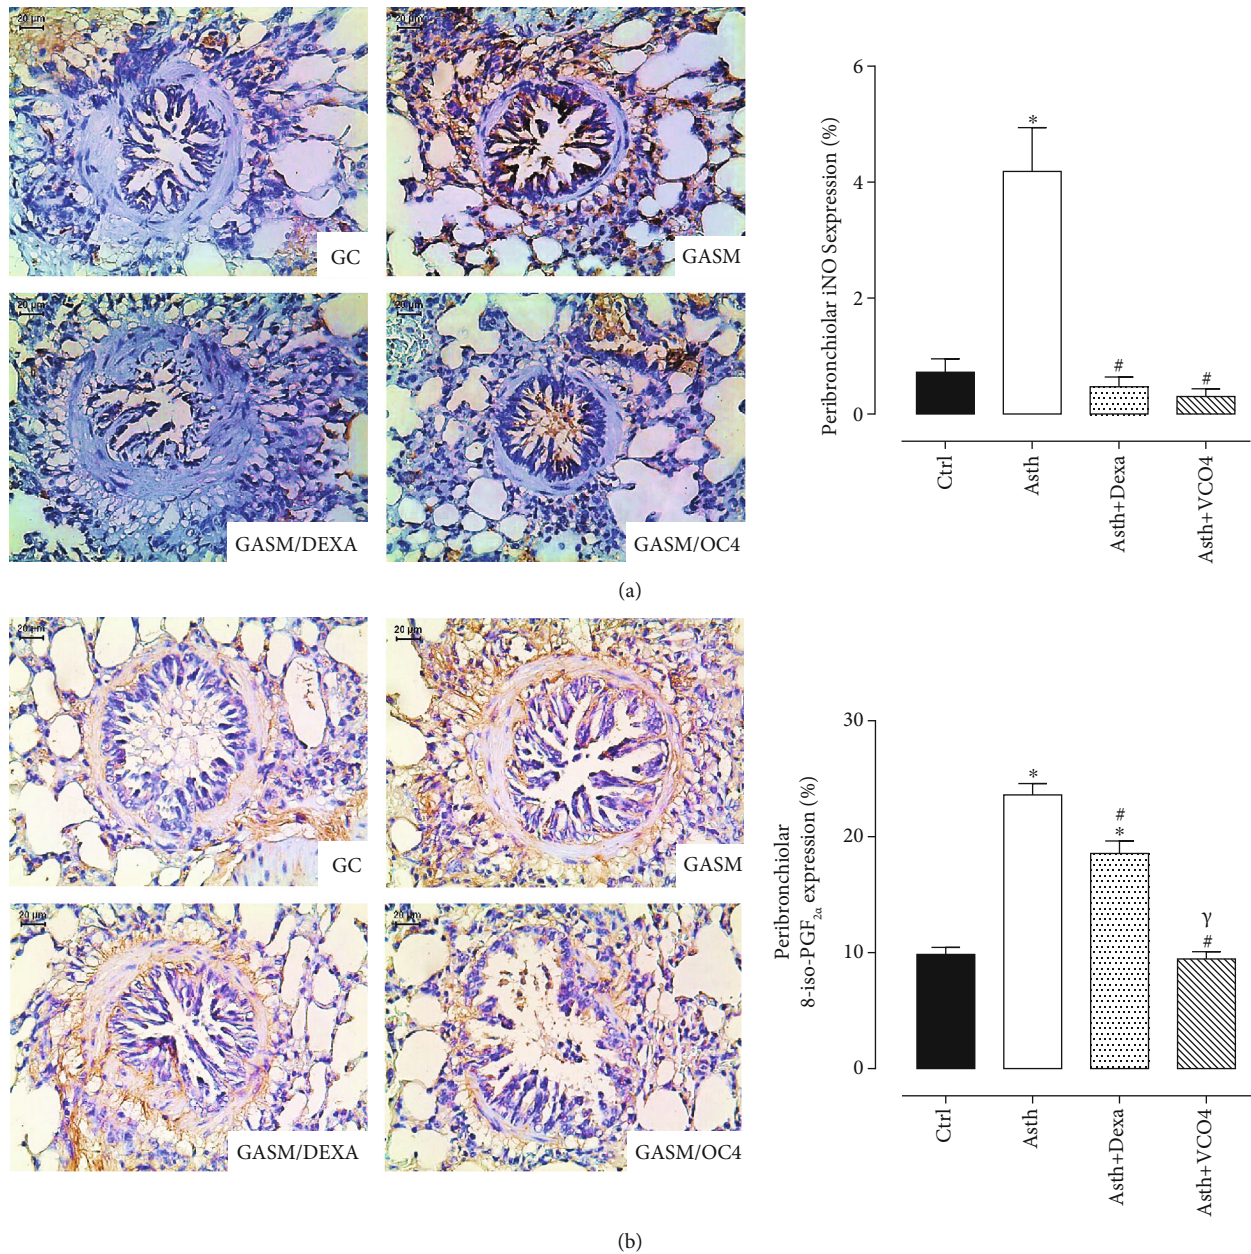 20 µm
GC
20 µm
GASM
20 µm
GASM/DEXA
20 µm
GASM/OC4
Peribronchiolar iNO Sexpression (%)
6
4
2
0
*
#
#
Ctrl
Asth
Asth+Dexa
Asth+VCO4
(a)
20 µm
GC
20 µm
GASM
20 µm
GASM/DEXA
20 µm
GASM/OC4
Peribronchiolar
8-iso-PGF2α expression (%)
30
20
10
0
*
#
*
γ
#
Ctrl
Asth
Asth+Dexa
Asth+VCO4
(b)